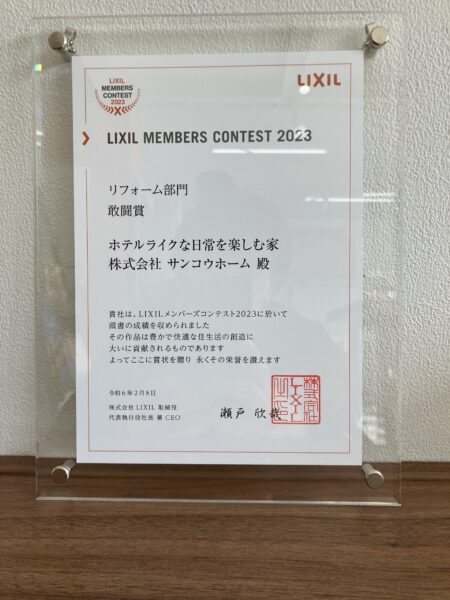 LIXIL
MEMBERS
CONTEST
2023
LIXIL
LIXIL MEMBERS CONTEST 2023
リフォーム部門
敢闘賞
ホテルライクな日常を楽しむ家
株式会社 サンコウホーム 殿
貴社は、LIXILメンバーズコンテスト2023に於いて
頭書の成績を収められました
その作品は豊かで快適な住生活の創造に
大いに貢献されるものであります
よってここに賞状を贈り 永くその栄誉を讃えます
令和6年2月8日
株式会社 LIXIL 取締役
代表執行役社長 兼 CEO
瀬戸 欣哉